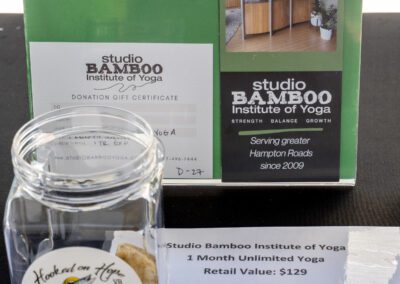 studio
BAMBOO
Institute of Yoga
DONATION GIFT CERTIFICATE
YOGA
D-27
studio
BAMBOO
Institute of Yoga
STRENGTH BALANCE GROWTH
Serving greater
Hampton Roads
since 2009
Hooked on
Studio Bamboo Institute of Yoga
1 Month Unlimited Yoga
Retail Value: $129